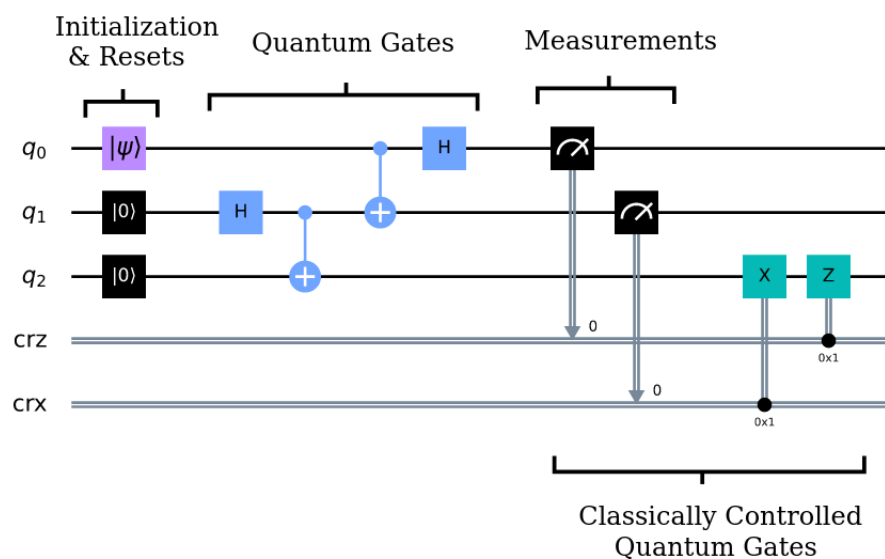 Initialization
& Resets
Quantum Gates
Measurements
q0 |ψ⟩ H
q1 |0⟩ H
q2 |0⟩ X Z
crz 0 0x1
crx 0 0x1
Classically Controlled
Quantum Gates